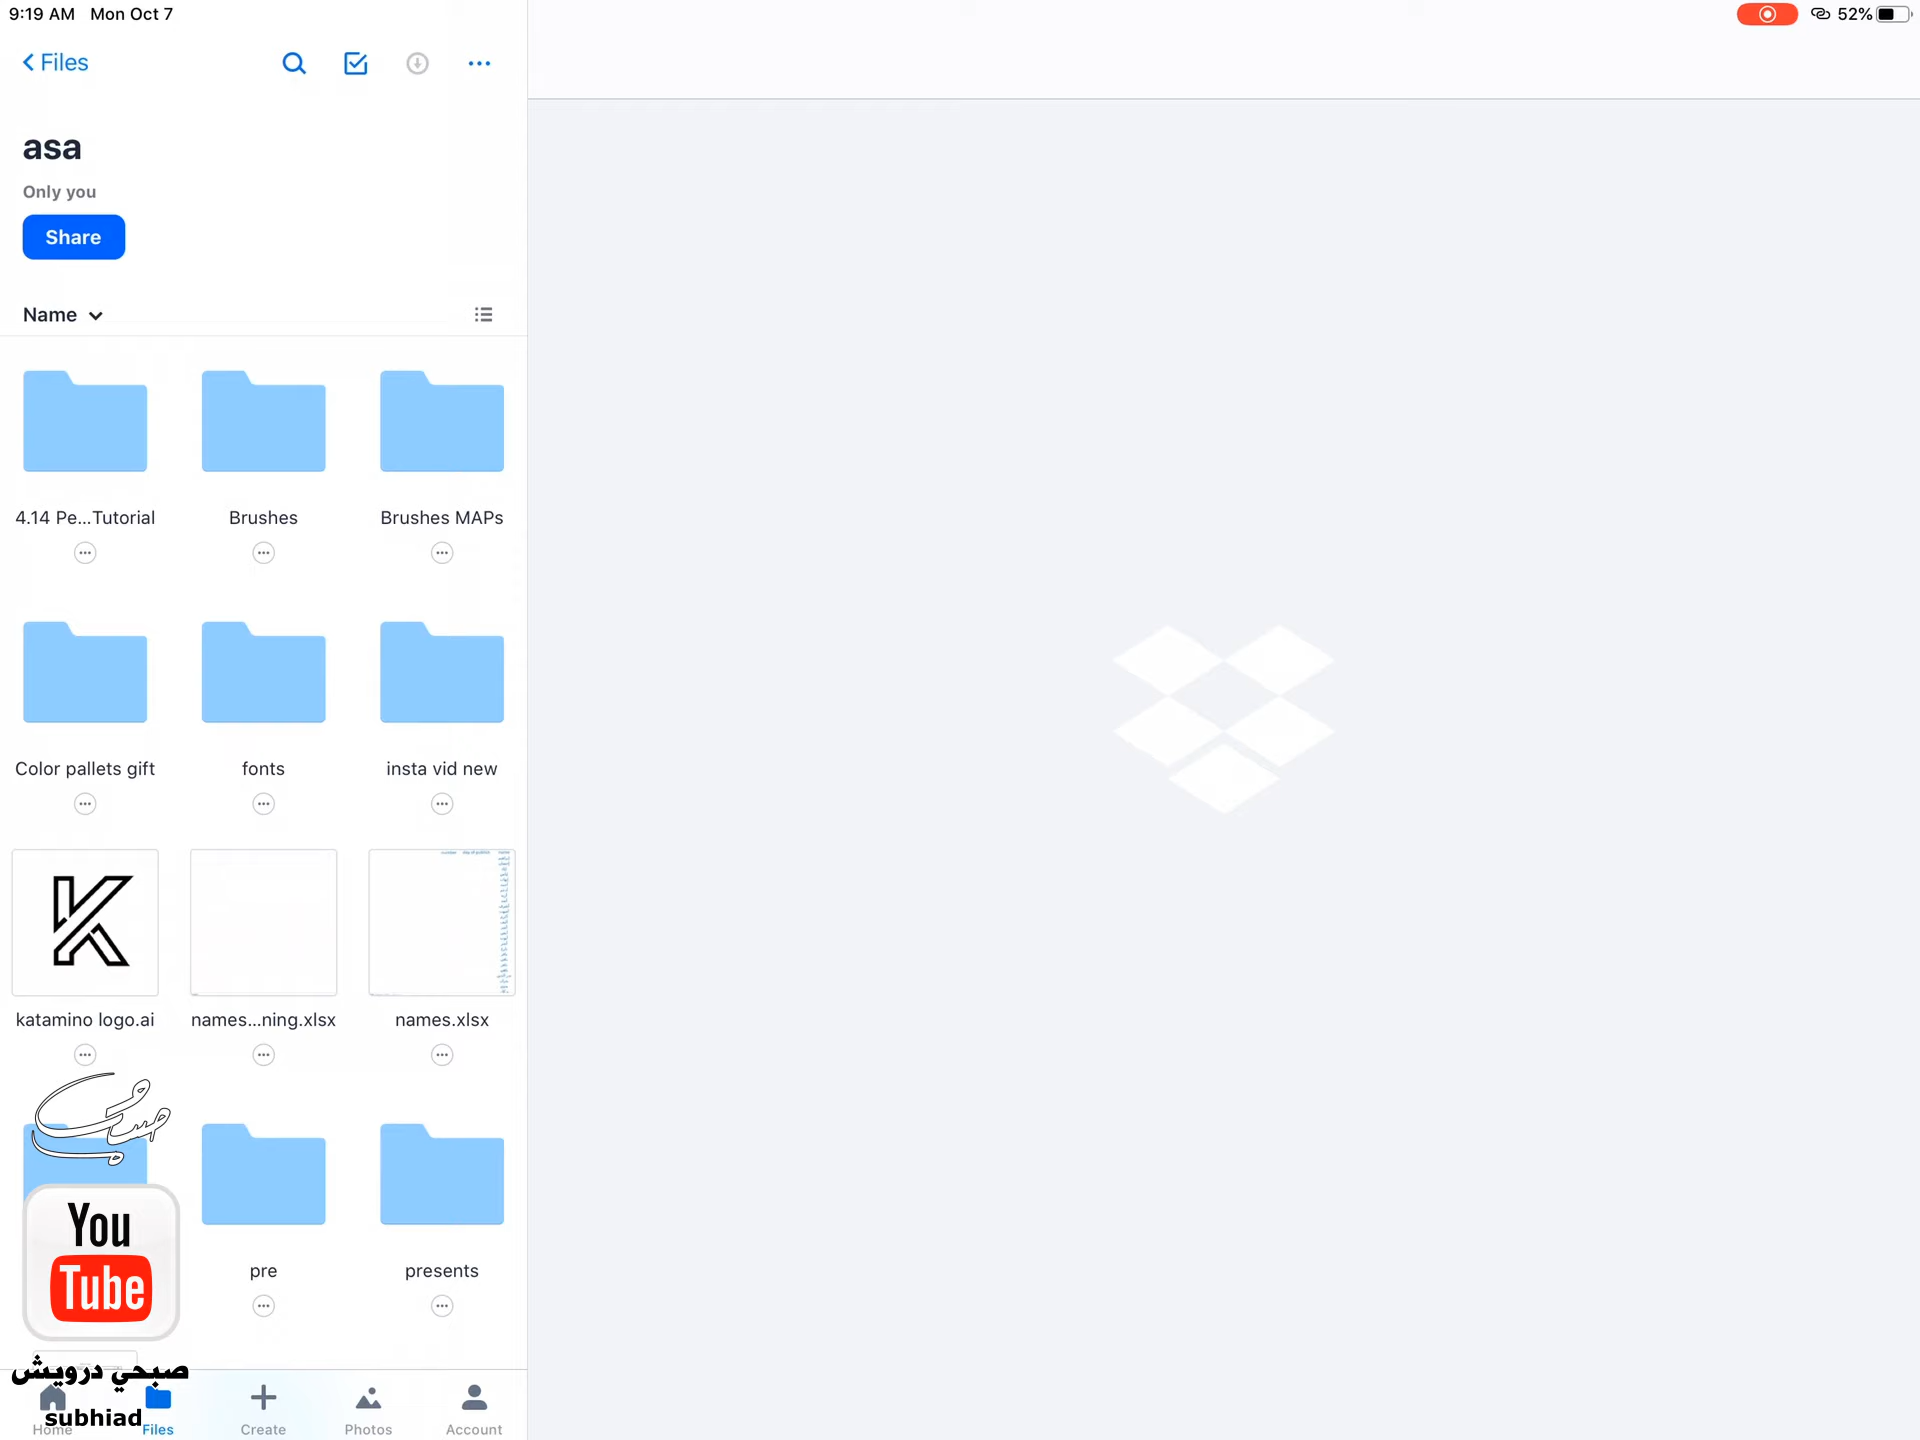 9:19 AM Mon Oct 7
52%
Files
asa
Only you
Share
Name
4.14 Pe...Tutorial
Brushes
Brushes MAPs
Color pallets gift
fonts
insta vid new
katamino logo.ai
names...ning.xlsx
names.xlsx
You
Tube
pre
presents
صبحي درويش
subhiad
Home
Files
Create
Photos
Account